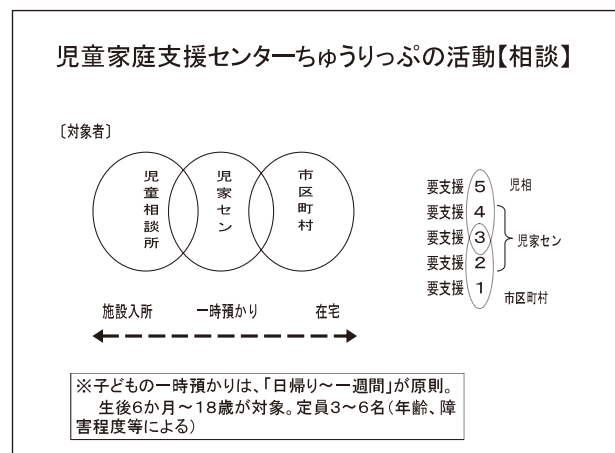 児童家庭支援センターちゅうりっぷの活動【相談】
〔対象者〕
児童相談所
児家セン
市区町村
要支援 5 児相
要支援 4
要支援 3 児家セン
要支援 2
要支援 1 市区町村
施設入所 一時預かり 在宅
※子どもの一時預かりは、「日帰り～一週間」が原則。
生後6か月～18歳が対象。定員3～6名(年齢、障
害程度等による)